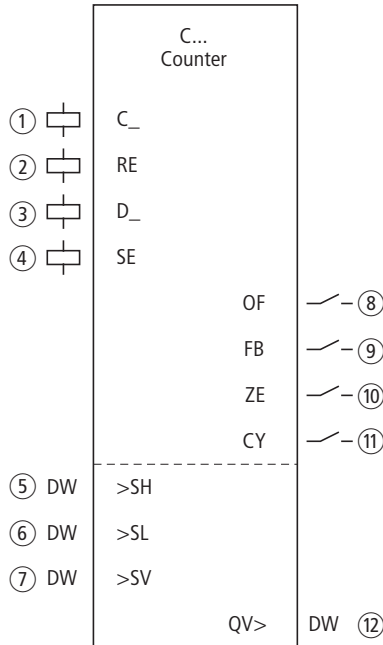 C...
Counter
① C_
② RE
③ D_
④ SE
OF ⑧
FB ⑨
ZE ⑩
CY ⑪
⑤ DW >SH
⑥ DW >SL
⑦ DW >SV
QV> DW ⑫